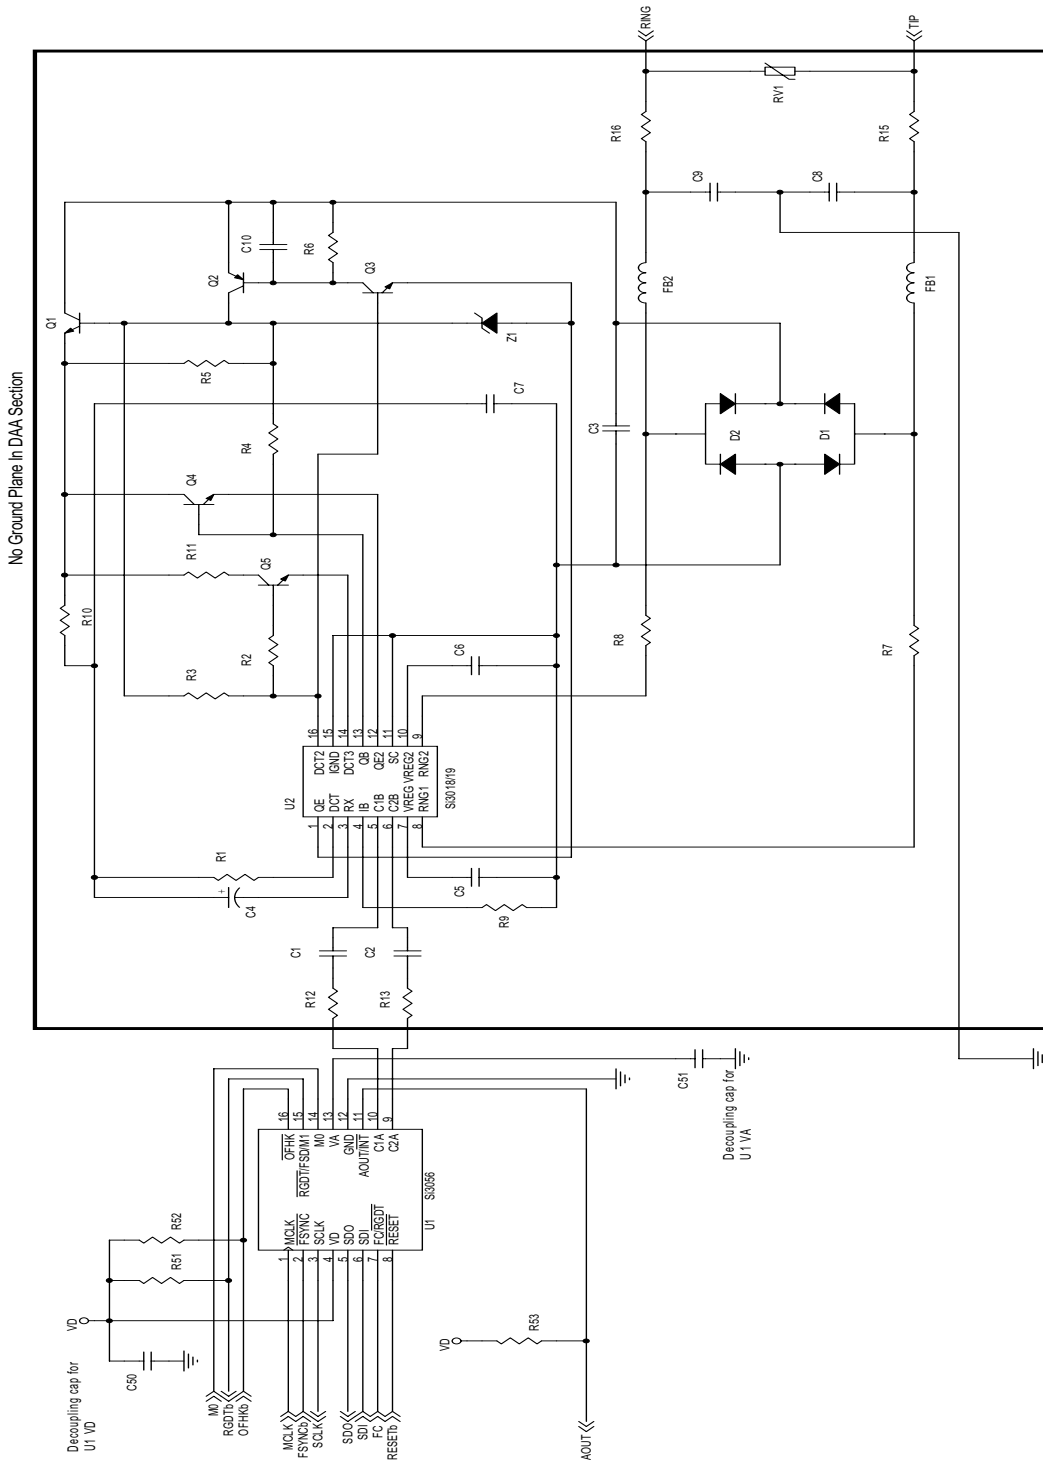 No Ground Plane In DAA Section
RING
TIP
RV1
R16
R15
C9
C8
FB2
FB1
Q1
Q2
C10
R6
Q3
Z1
R5
C7
R4
C3
D2
D1
Q4
R11
Q5
R10
R2
R3
C6
R8
R7
U2
Si3018/19
1 QE
2 DCT
3 RX
4 IB
5 C1B
6 C2B
7 VREG
8 RNG1
16 DCT2
15 IGND
14 DCT3
13 QB
12 QE2
11 SC
10 VREG2
9 RNG2
R1
C4
+
C5
R9
C1
C2
R12
R13
C51
Decoupling cap for
U1 VA
U1
Si3056
1 MCLK
2 FSYNC
3 SCLK
4 VD
5 SDO
6 SDI
7 FC/RGDT
8 RESET
16 OFHK
15 RGDT/FSD/M1
14 M0
13 VA
12 GND
11 AOUT/INT
10 C1A
9 C2A
R52
R51
R53
VD
VD
C50
Decoupling cap for
U1 VD
M0
RGDTb
OFHKb
MCLK
FSYNCb
SCLK
SDO
SDI
FC
RESETb
AOUT